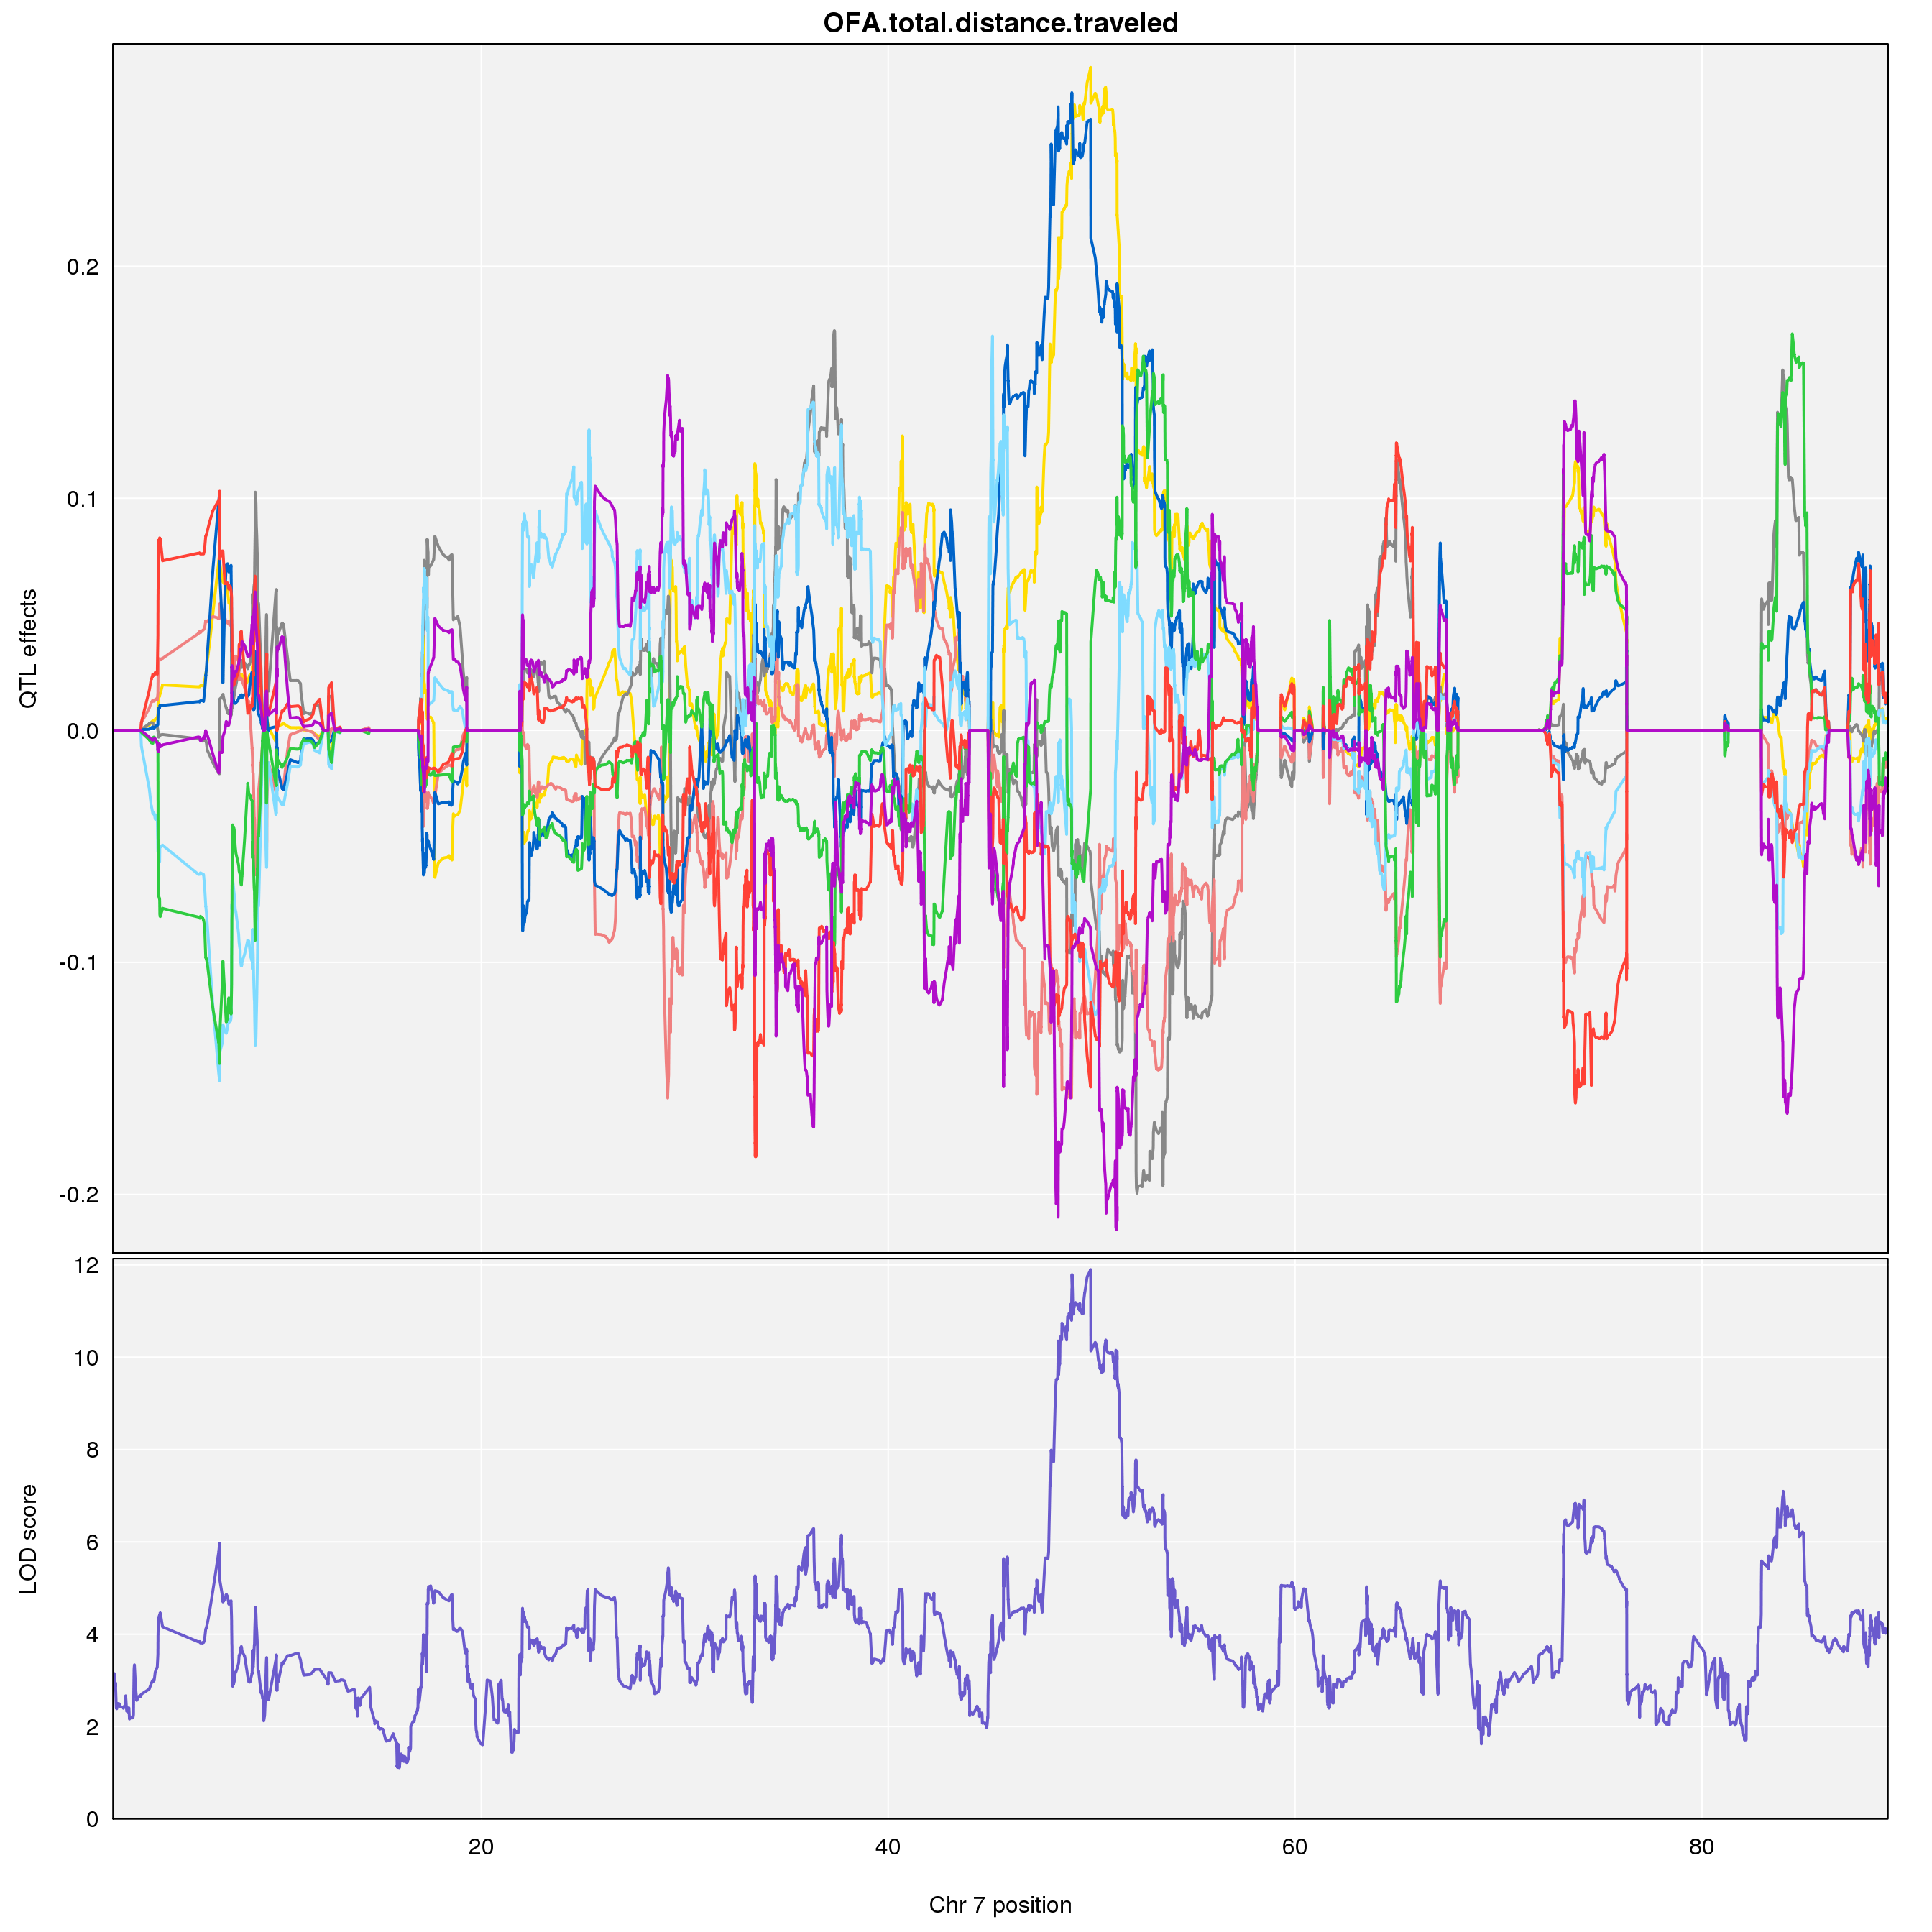 OFA.total.distance.traveled
QTL effects
0.2
0.1
0.0
-0.1
-0.2
LOD score
12
10
8
6
4
2
0
20 40 60 80
Chr 7 position